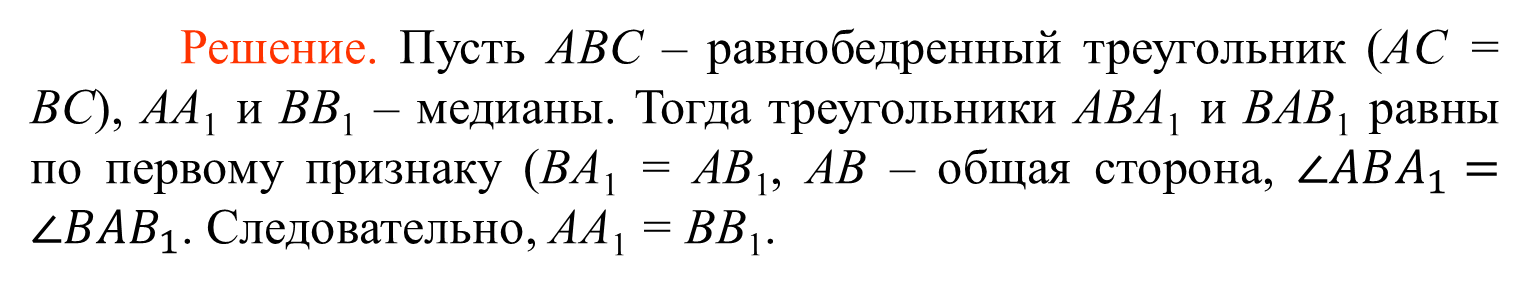 Решение. Пусть ABC – равнобедренный треугольник (AC =
BC), AA₁ и BB₁ – медианы. Тогда треугольники ABA₁ и BAB₁ равны
по первому признаку (BA₁ = AB₁, AB – общая сторона, ∠ABA₁ =
∠BAB₁. Следовательно, AA₁ = BB₁.